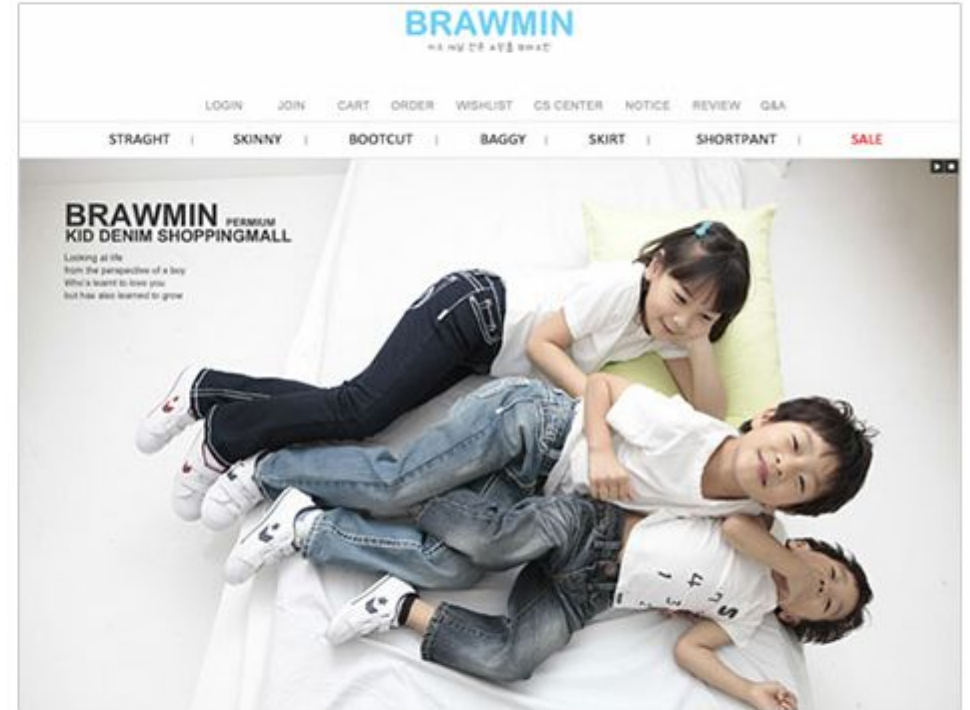 BRAWMIN
LOGIN JOIN CART ORDER WISHLIST CS CENTER NOTICE REVIEW Q&A
STRAGHT | SKINNY | BOOTCUT | BAGGY | SKIRT | SHORTPANT | SALE
BRAWMIN PERMIUM
KID DENIM SHOPPINGMALL
Looking at life
from the perspective of a boy
Who's learnt to love you
but has also learned to grow